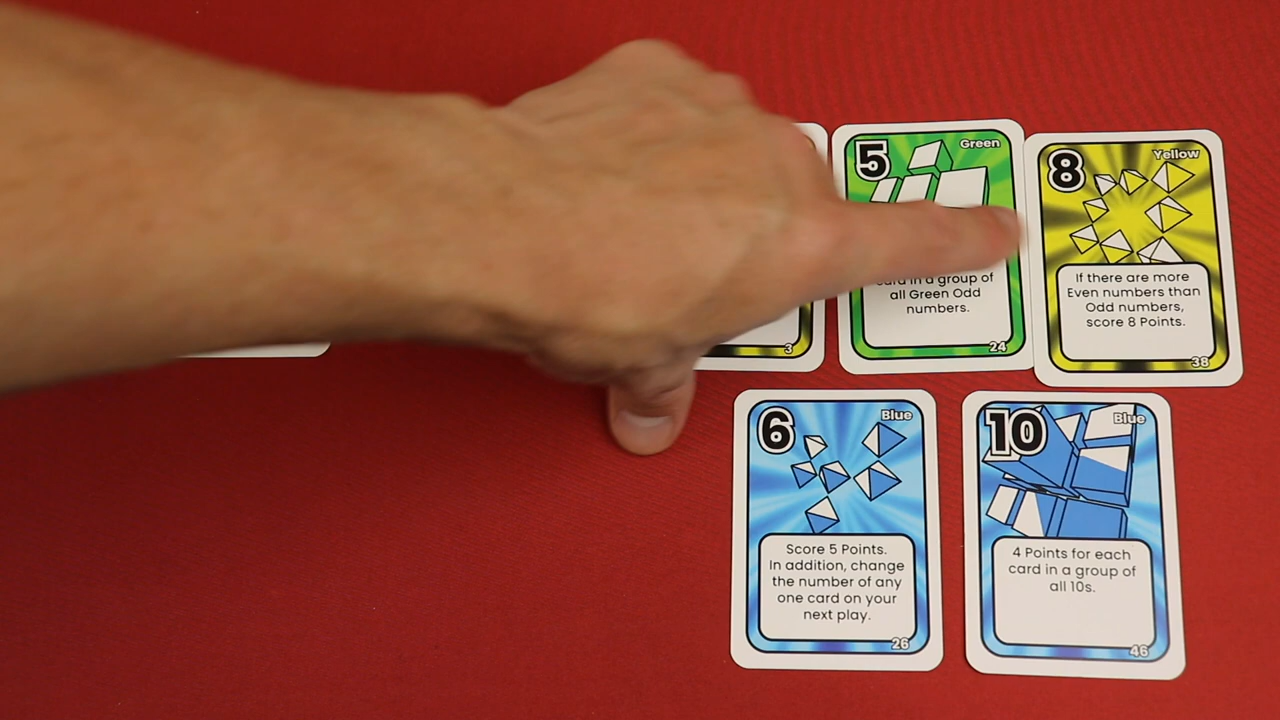 5
Green
card in a group of
all Green Odd
numbers.
24
8
Yellow
If there are more
Even numbers than
Odd numbers,
score 8 Points.
38
3
6
Blue
Score 5 Points.
In addition, change
the number of any
one card on your
next play.
26
10
Blue
4 Points for each
card in a group of
all 10s.
46